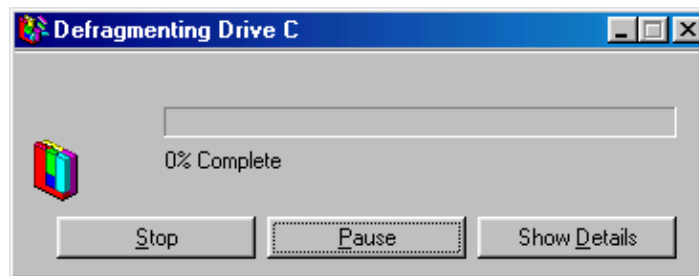 Defragmenting Drive C
0% Complete
Stop Pause Show Details